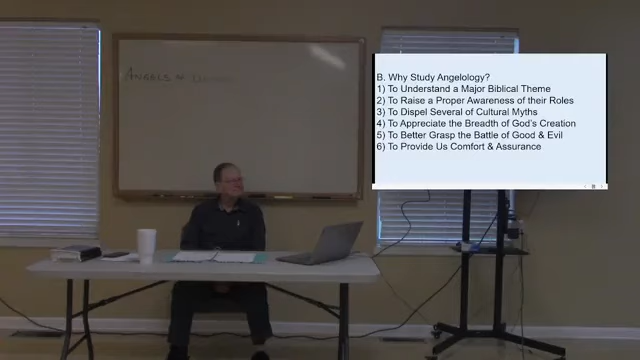 ANGELS &
B. Why Study Angelology?
1) To Understand a Major Biblical Theme
2) To Raise a Proper Awareness of their Roles
3) To Dispel Several of Cultural Myths
4) To Appreciate the Breadth of God's Creation
5) To Better Grasp the Battle of Good & Evil
6) To Provide Us Comfort & Assurance